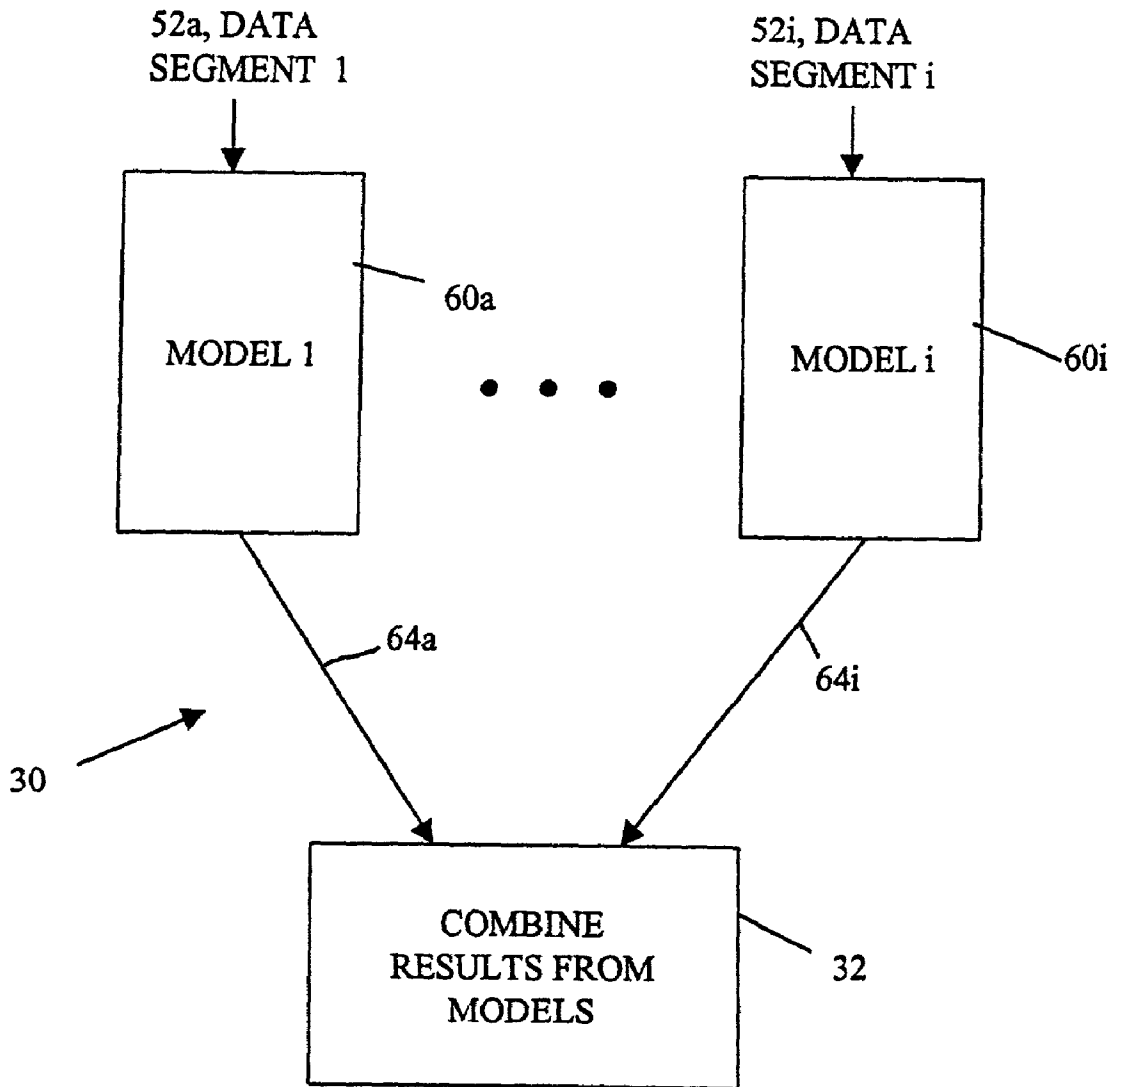 52a, DATA
SEGMENT 1
52i, DATA
SEGMENT i
60a
MODEL 1
MODEL i
60i
64a
64i
30
COMBINE
RESULTS FROM
MODELS
32